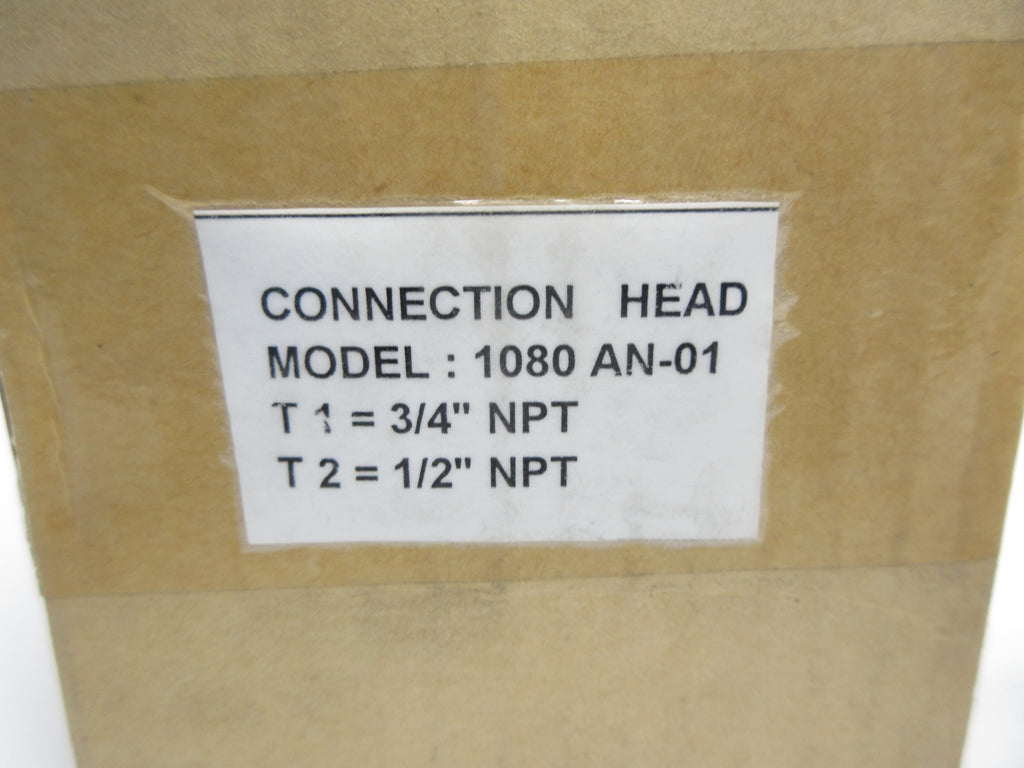 CONNECTION HEAD
MODEL : 1080 AN-01
T 1 = 3/4" NPT
T 2 = 1/2" NPT